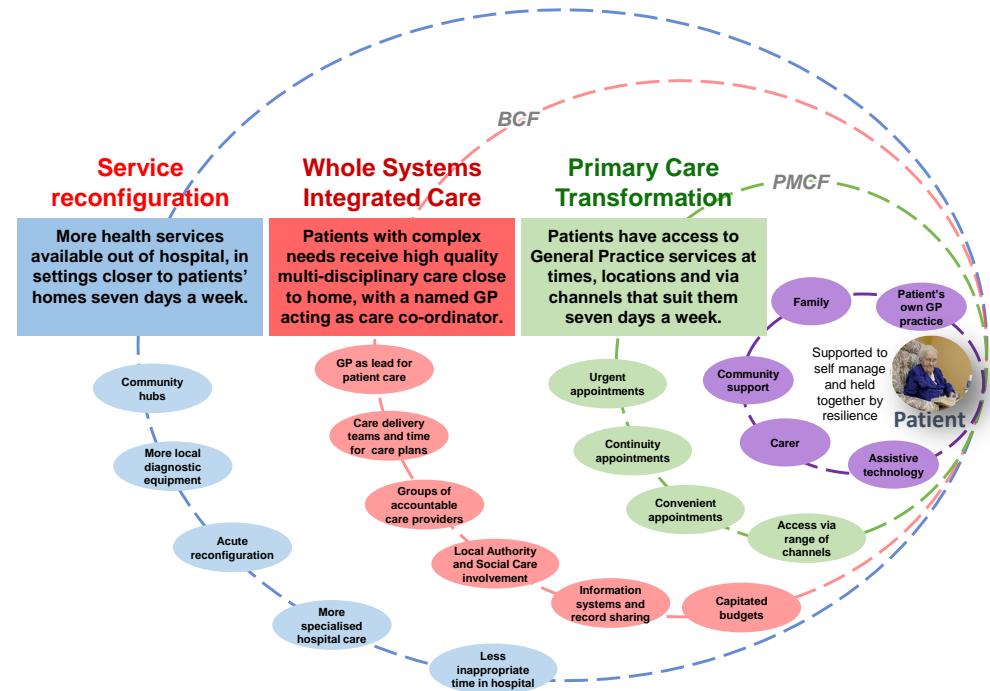 BCF
PMCF
Service
reconfiguration
More health services
available out of hospital, in
settings closer to patients’
homes seven days a week.
Community
hubs
More local
diagnostic
equipment
Acute
reconfiguration
More
specialised
hospital care
Less
inappropriate
time in hospital
Whole Systems
Integrated Care
Patients with complex
needs receive high quality
multi-disciplinary care close
to home, with a named GP
acting as care co-ordinator.
GP as lead for
patient care
Care delivery
teams and time
for care plans
Groups of
accountable
care providers
Local Authority
and Social Care
involvement
Information
systems and
record sharing
Capitated
budgets
Primary Care
Transformation
Patients have access to
General Practice services at
times, locations and via
channels that suit them
seven days a week.
Urgent
appointments
Continuity
appointments
Convenient
appointments
Access via
range of
channels
Family
Patient’s
own GP
practice
Community
support
Carer
Assistive
technology
Supported to
self manage
and held
together by
resilience
Patient